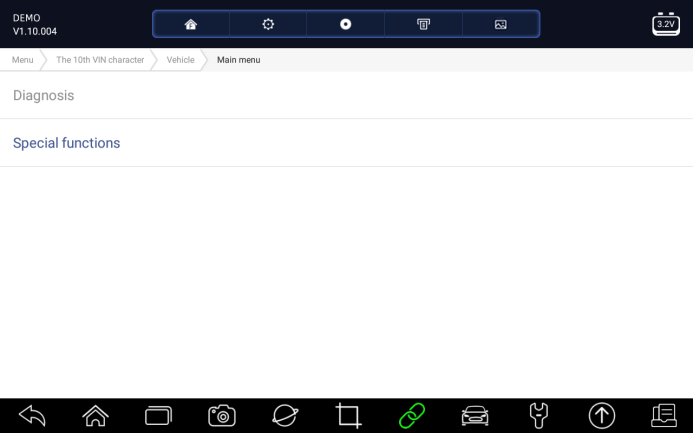 DEMO
V1.10.004
3.2V
Menu
The 10th VIN character
Vehicle
Main menu
Diagnosis
Special functions